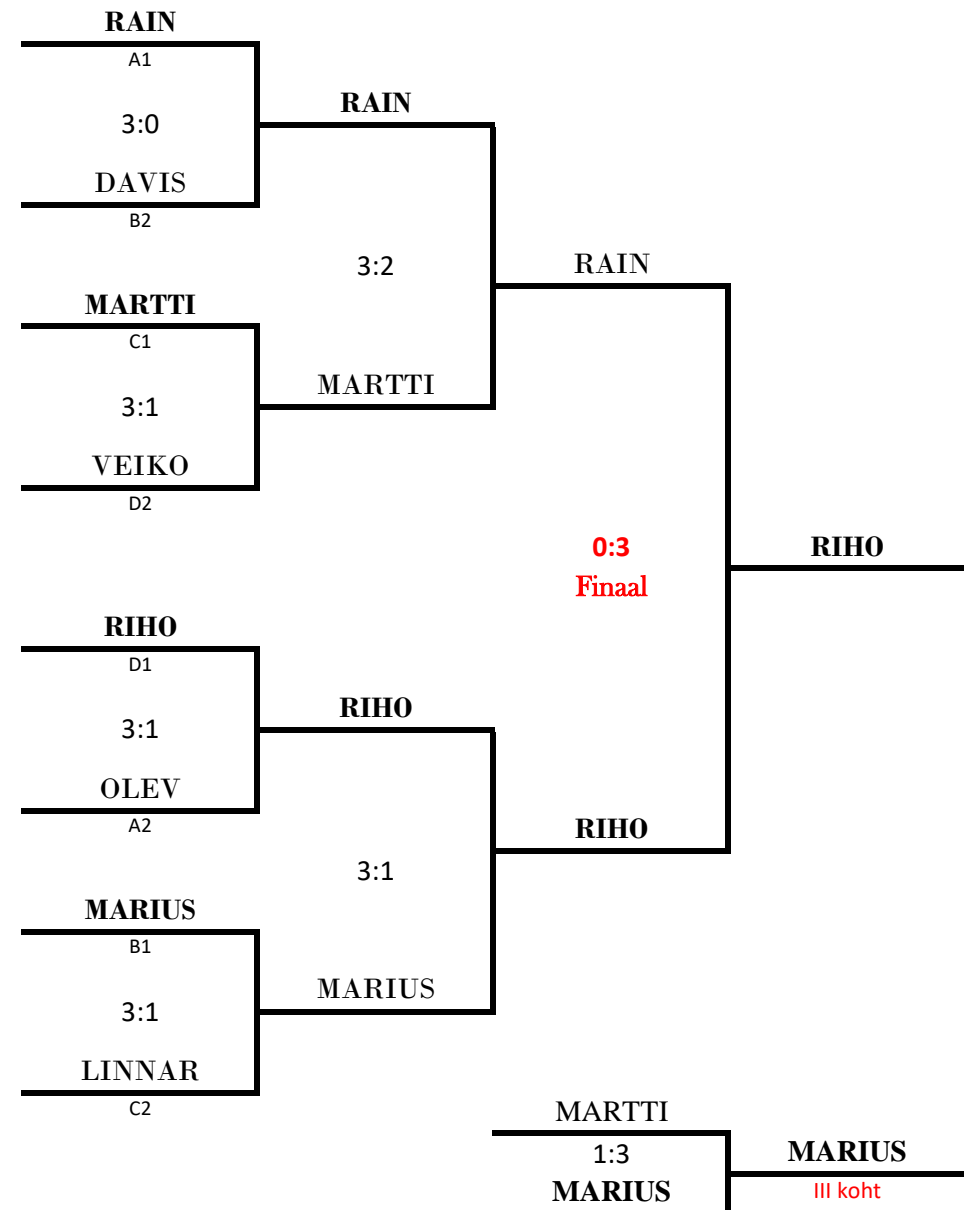 RAIN
A1
RAIN
3:0
DAVIS
B2
3:2
RAIN
MARTTI
C1
MARTTI
3:1
VEIKO
D2
0:3
RIHO
Finaal
RIHO
D1
RIHO
3:1
OLEV
A2
RIHO
3:1
MARIUS
B1
MARIUS
3:1
LINNAR
C2
MARTTI
1:3
MARIUS
MARIUS
III koht